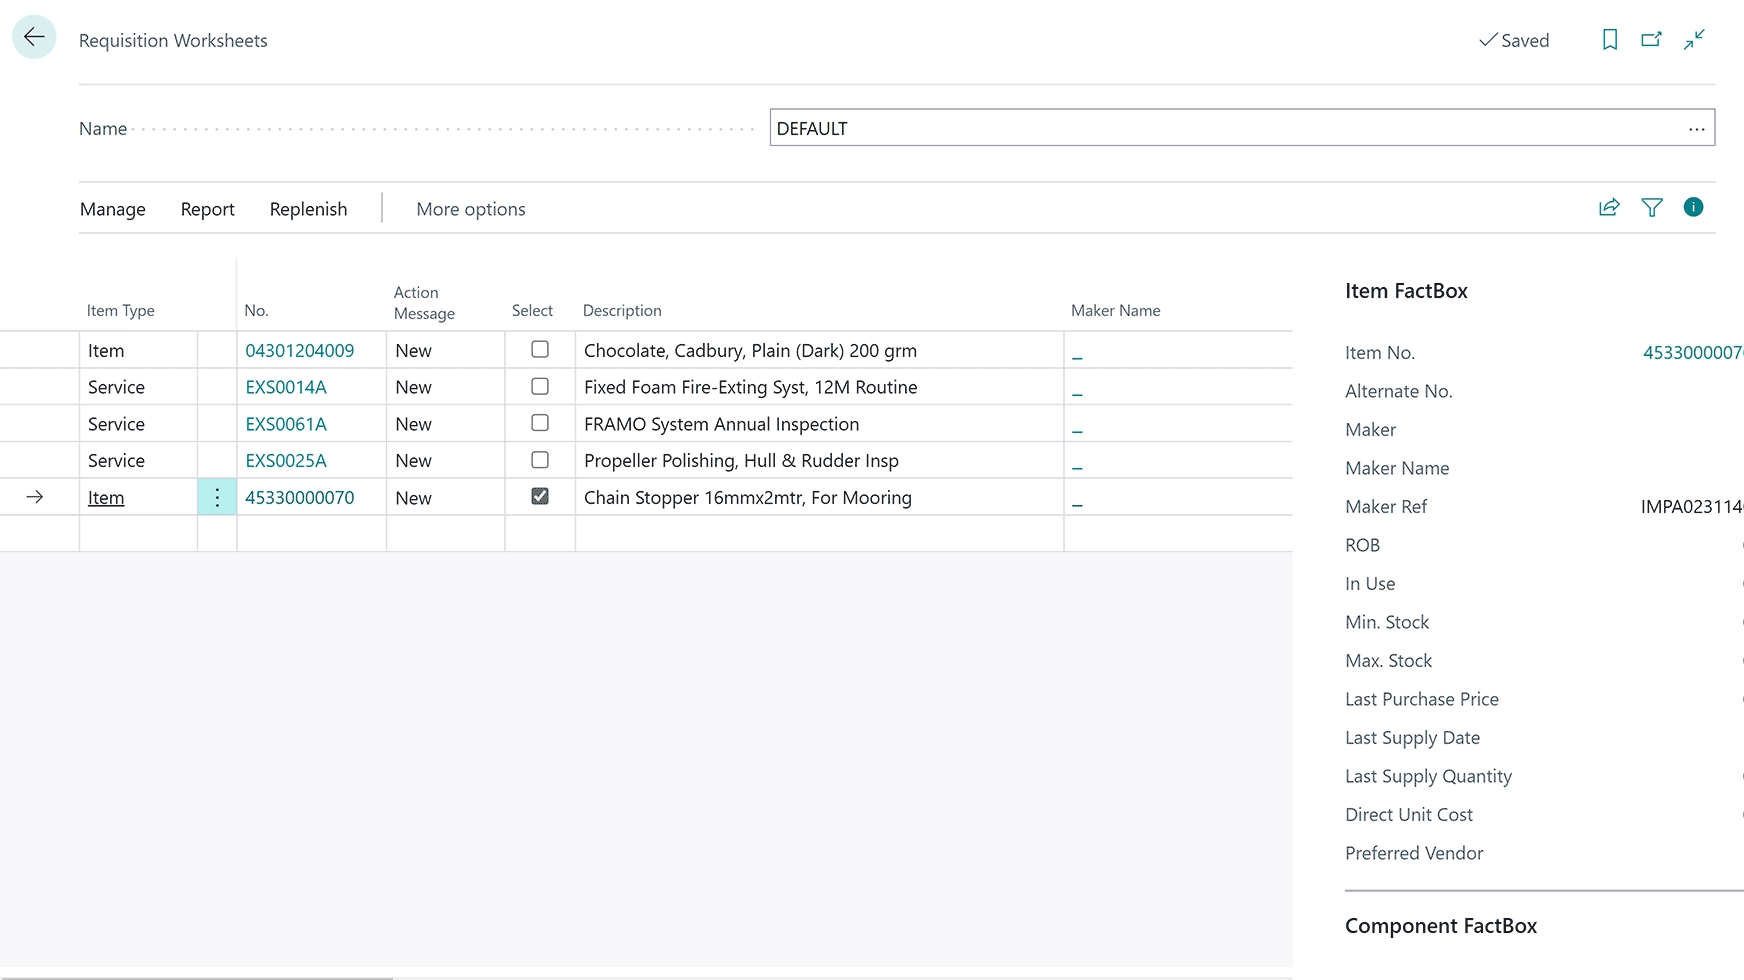 Requisition Worksheets
Saved
Name
DEFAULT
Manage Report Replenish More options
Item Type No. Action Message Select Description Maker Name
Item 04301204009 New Chocolate, Cadbury, Plain (Dark) 200 grm _
Service EXS0014A New Fixed Foam Fire-Exting Syst, 12M Routine _
Service EXS0061A New FRAMO System Annual Inspection _
Service EXS0025A New Propeller Polishing, Hull & Rudder Insp _
Item 45330000070 New Chain Stopper 16mmx2mtr, For Mooring _
Item FactBox
Item No. 4533000007
Alternate No.
Maker
Maker Name
Maker Ref IMPA023114
ROB
In Use
Min. Stock
Max. Stock
Last Purchase Price
Last Supply Date
Last Supply Quantity
Direct Unit Cost
Preferred Vendor
Component FactBox